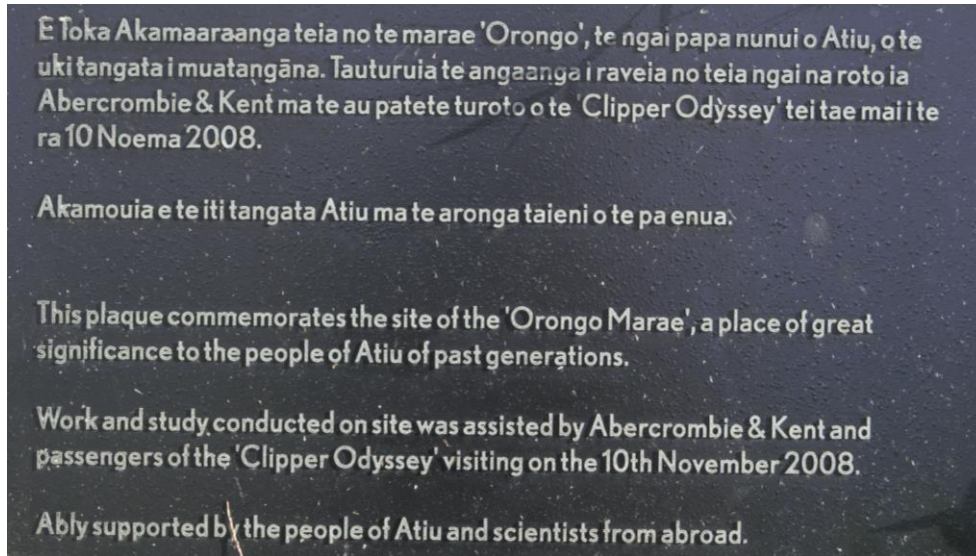 E Toka Akamaaraanga teia no te marae 'Orongo', te ngai papa nunui o Atiu, o te
uki tangata i muatangāna. Tauturuia te angaanga i raveia no teia ngai na roto ia
Abercrombie & Kent ma te au patete turoto o te 'Clipper Odyssey' tei tae mai i te
ra 10 Noema 2008.
Akamouia e te iti tangata Atiu ma te aronga taieni o te pa enua.
This plaque commemorates the site of the 'Orongo Marae', a place of great
significance to the people of Atiu of past generations.
Work and study conducted on site was assisted by Abercrombie & Kent and
passengers of the 'Clipper Odyssey' visiting on the 10th November 2008.
Ably supported by the people of Atiu and scientists from abroad.